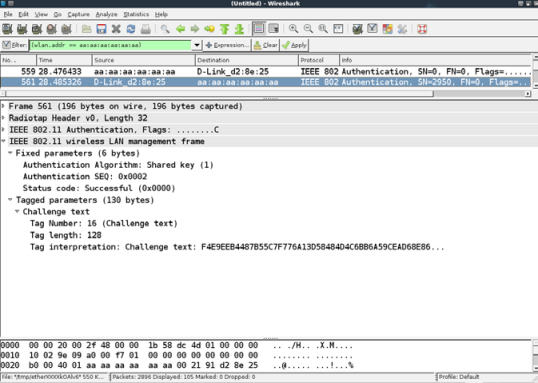 (Untitled) - Wireshark
File Edit View Go Capture Analyze Statistics Help
Filter: (wlan.addr == aa:aa:aa:aa:aa:aa) Expression... Clear Apply
No. . Time Source Destination Protocol Info
559 28.476433 aa:aa:aa:aa:aa:aa D-Link_d2:8e:25 IEEE 802 Authentication, SN=0, FN=0, Flags=......
561 28.485326 D-Link_d2:8e:25 aa:aa:aa:aa:aa:aa IEEE 802 Authentication, SN=2950, FN=0, Flags=...
Frame 561 (196 bytes on wire, 196 bytes captured)
Radiotap Header v0, Length 32
IEEE 802.11 Authentication, Flags: ........C
IEEE 802.11 wireless LAN management frame
Fixed parameters (6 bytes)
Authentication Algorithm: Shared key (1)
Authentication SEQ: 0x0002
Status code: Successful (0x0000)
Tagged parameters (130 bytes)
Challenge text
Tag Number: 16 (Challenge text)
Tag length: 128
Tag interpretation: Challenge text: F4E9EEB4487B55C7F776A13D58484D4C6BB6A59CEAD68E86...
0000 00 00 20 00 2f 48 00 00 1b 58 dc 4d 01 00 00 00 .. ./H.. .X.M....
0010 10 02 9e 09 a0 00 f7 01 00 00 00 00 00 00 00 00 ........ ........
0020 b0 00 40 01 aa aa aa aa aa aa 00 21 91 d2 8e 25 ..@..... ...!...%
Packets: 2896 Displayed: 105 Marked: 0 Dropped: 0 Profile: Default